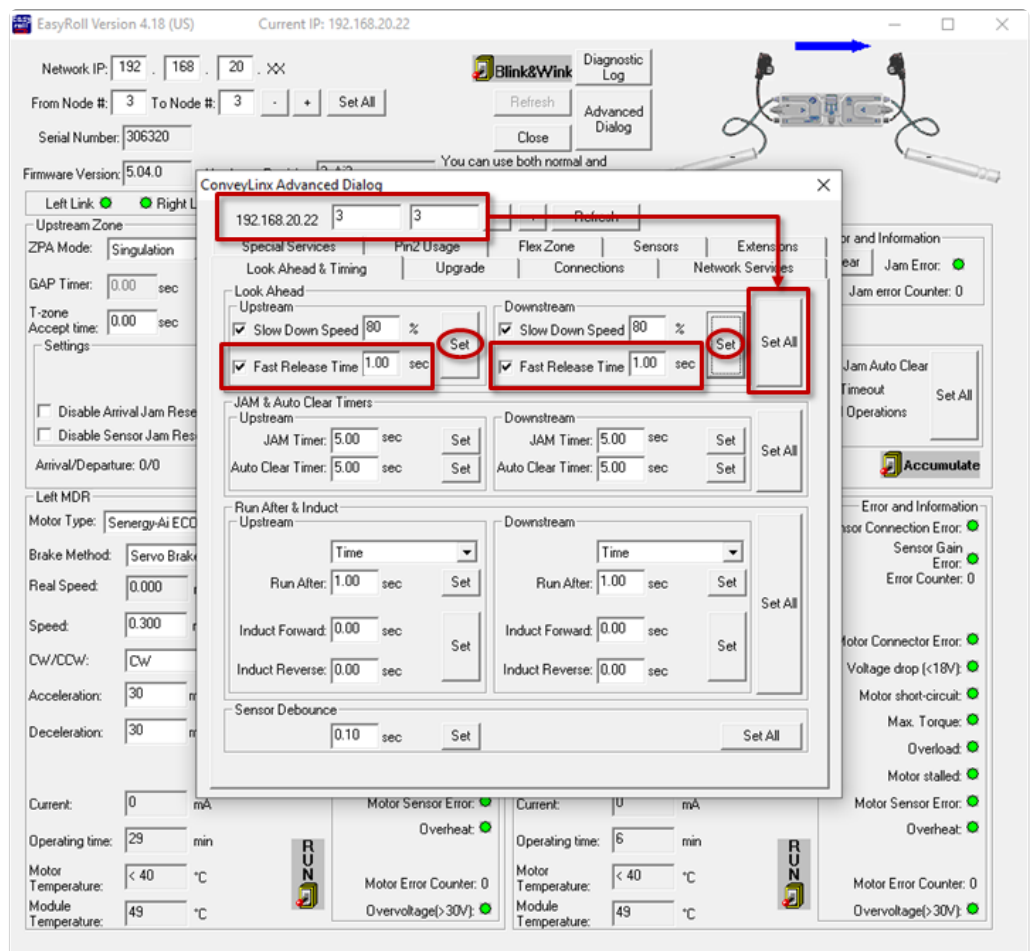 EasyRoll Version 4.18 (US) Current IP: 192.168.20.22
Network IP: 192 . 168 . 20 . XX
Blink&Wink
Diagnostic Log
From Node #: 3 To Node #: 3 - + Set All
Refresh
Advanced Dialog
Serial Number: 306320
Close
You can use both normal and
Firmware Version: 5.04.0
ConveyLinx Advanced Dialog
192.168.20.22 3 3 Refresh
Special Services Pin2 Usage Flex Zone Sensors Extensions
Look Ahead & Timing Upgrade Connections Network Services
Look Ahead
Upstream
Slow Down Speed 80 %
Fast Release Time 1.00 sec
Set
Downstream
Slow Down Speed 80 %
Fast Release Time 1.00 sec
Set
Set All
JAM & Auto Clear Timers
Upstream
JAM Timer: 5.00 sec Set
Auto Clear Timer: 5.00 sec Set
Downstream
JAM Timer: 5.00 sec Set
Auto Clear Timer: 5.00 sec Set
Set All
Run After & Induct
Upstream
Time
Run After: 1.00 sec Set
Induct Forward: 0.00 sec
Induct Reverse: 0.00 sec
Set
Downstream
Time
Run After: 1.00 sec Set
Induct Forward: 0.00 sec
Induct Reverse: 0.00 sec
Set
Set All
Sensor Debounce
0.10 sec Set Set All
Left Link Right L
Upstream Zone
ZPA Mode: Singulation
GAP Timer: 0.00 sec
T-zone Accept time: 0.00 sec
Settings
Disable Arrival Jam Rese
Disable Sensor Jam Res
Arrival/Departure: 0/0
or and Information
ear Jam Error:
Jam error Counter: 0
Jam Auto Clear
Timeout
Operations
Set All
Accumulate
Left MDR
Motor Type: Senergy-Ai ECO
Brake Method: Servo Brake
Real Speed: 0.000
Speed: 0.300
CW/CCW: CW
Acceleration: 30
Deceleration: 30
Current: 0 mA
Operating time: 29 min
Motor Temperature: < 40 °C
Module Temperature: 49 °C
RUN
Motor Sensor Error:
Overheat:
Motor Error Counter: 0
Overvoltage(>30V):
Current: 0 mA
Operating time: 6 min
Motor Temperature: < 40 °C
Module Temperature: 49 °C
RUN
Error and Information
nsor Connection Error:
Sensor Gain Error:
Error Counter: 0
Motor Connector Error:
Voltage drop (<18V):
Motor short-circuit:
Max. Torque:
Overload:
Motor stalled:
Motor Sensor Error:
Overheat:
Motor Error Counter: 0
Overvoltage(>30V):